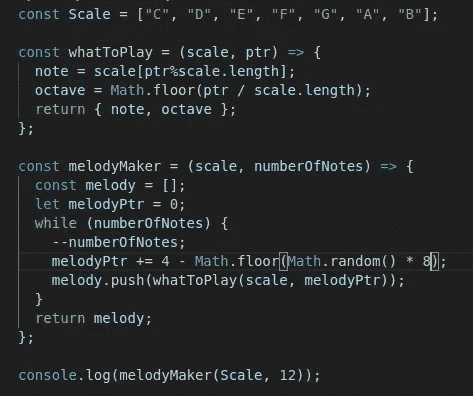 const Scale = ["C", "D", "E", "F", "G", "A", "B"];
const whatToPlay = (scale, ptr) => {
note = scale[ptr%scale.length];
octave = Math.floor(ptr / scale.length);
return { note, octave };
};
const melodyMaker = (scale, numberOfNotes) => {
const melody = [];
let melodyPtr = 0;
while (numberOfNotes) {
--numberOfNotes;
melodyPtr += 4 - Math.floor(Math.random() * 8);
melody.push(whatToPlay(scale, melodyPtr));
}
return melody;
};
console.log(melodyMaker(Scale, 12));